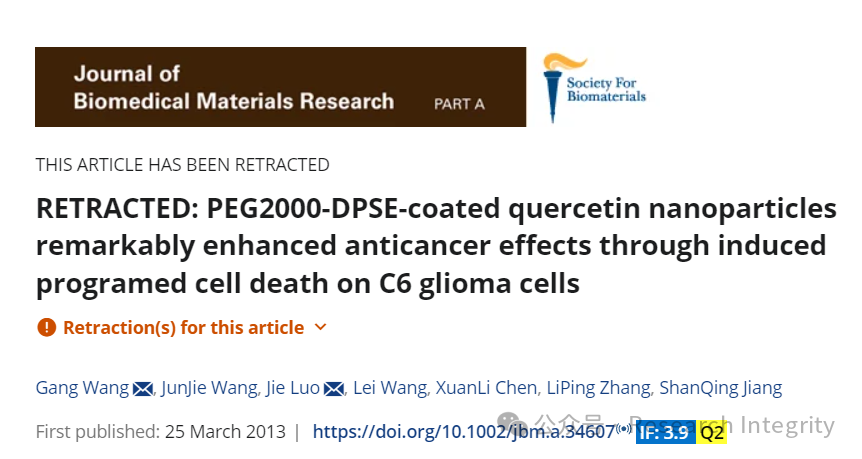 Journal of
Biomedical Materials Research PART A
Society For
Biomaterials
THIS ARTICLE HAS BEEN RETRACTED
RETRACTED: PEG2000-DPSE-coated quercetin nanoparticles
remarkably enhanced anticancer effects through induced
programed cell death on C6 glioma cells
Retraction(s) for this article
Gang Wang, JunJie Wang, Jie Luo, Lei Wang, XuanLi Chen, LiPing Zhang, ShanQing Jiang
First published: 25 March 2013 | https://doi.org/10.1002/jbm.a.34607 IF: 3.9 Q2
公众号 · Research Integrity